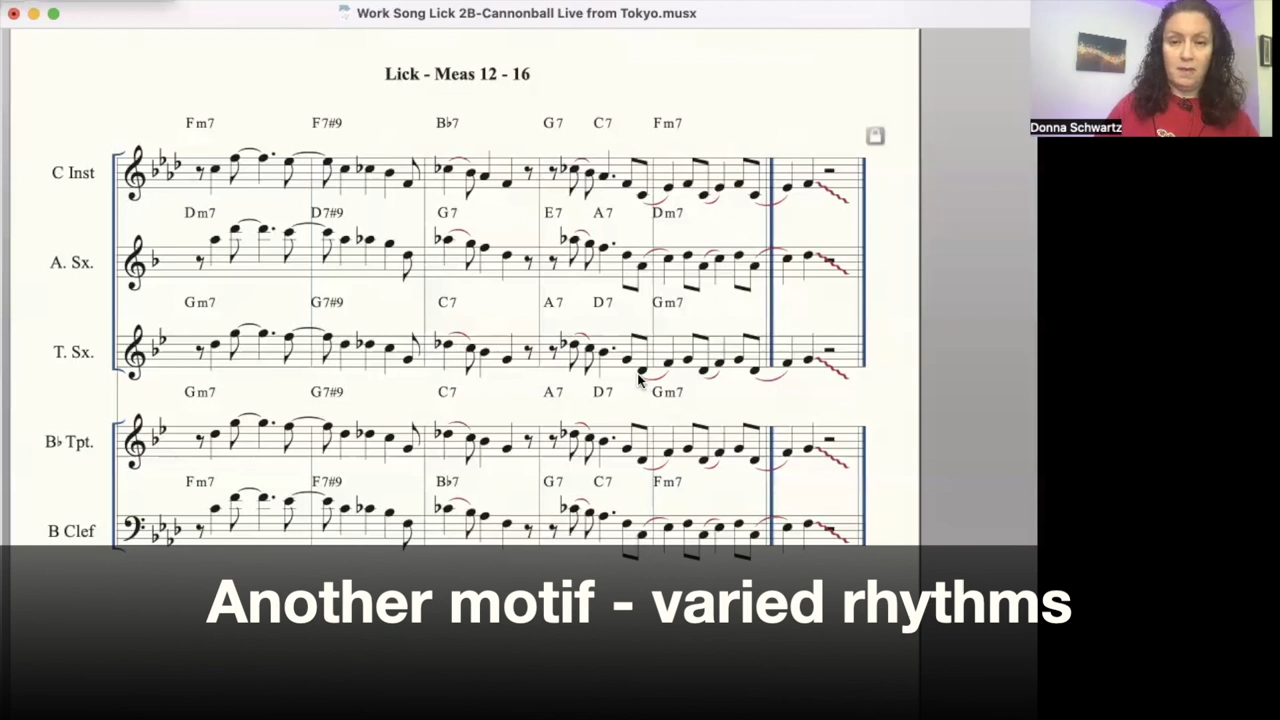 Work Song Lick 2B-Cannonball Live from Tokyo.musx
Donna Schwartz
Lick - Meas 12 - 16
Fm7 F7#9 B♭7 G7 C7 Fm7
C Inst
Dm7 D7#9 G7 E7 A7 Dm7
A. Sx.
Gm7 G7#9 C7 A7 D7 Gm7
T. Sx.
Gm7 G7#9 C7 A7 D7 Gm7
B♭ Tpt.
Fm7 F7#9 B♭7 G7 C7 Fm7
B Clef
Another motif - varied rhythms